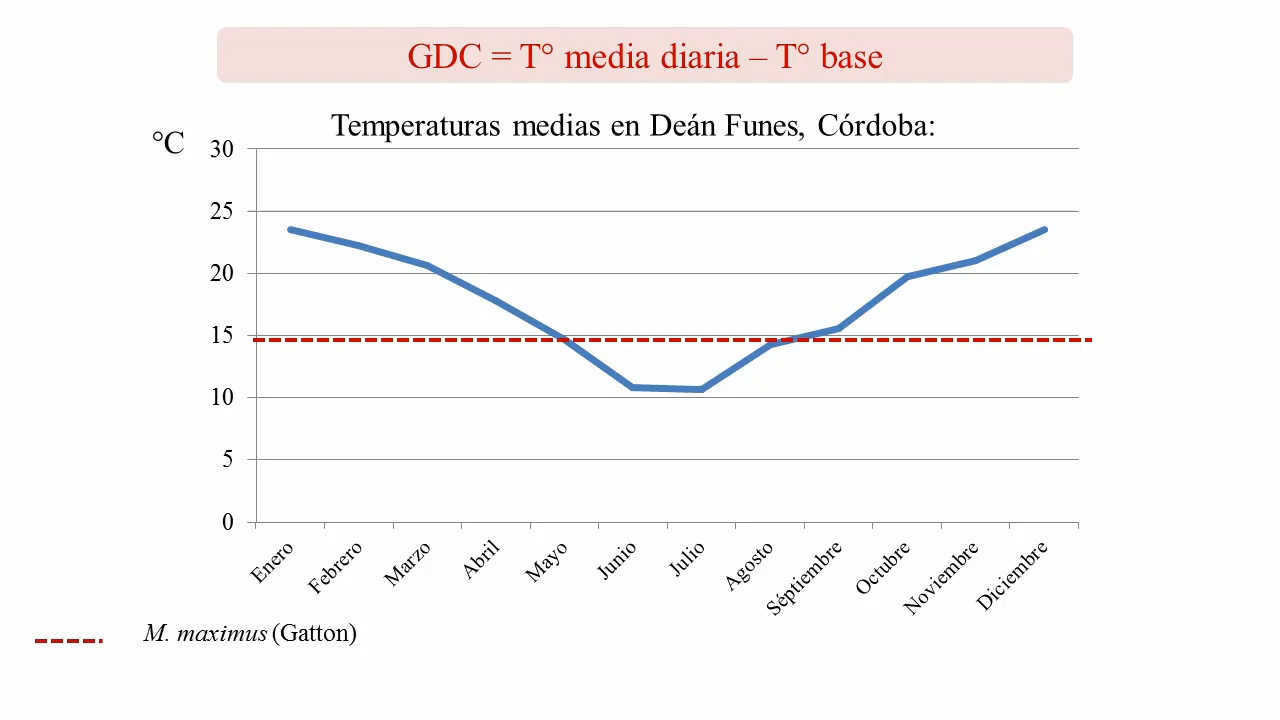 GDC = T° media diaria – T° base
Temperaturas medias en Deán Funes, Córdoba:
°C
30
25
20
15
10
5
0
Enero
Febrero
Marzo
Abril
Mayo
Junio
Julio
Agosto
Séptiembre
Octubre
Noviembre
Diciembre
M. maximus (Gatton)